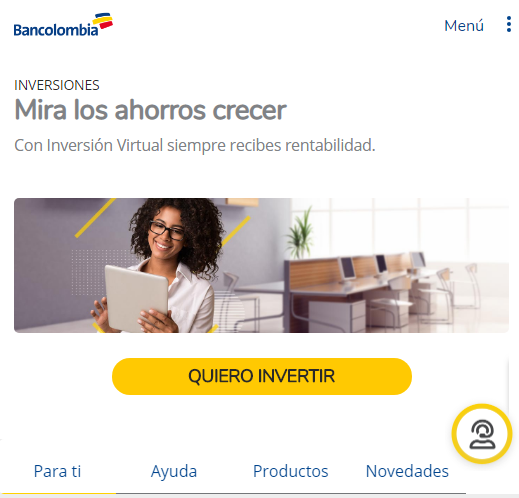 Bancolombia
Menú
INVERSIONES
Mira los ahorros crecer
Con Inversión Virtual siempre recibes rentabilidad.
QUIERO INVERTIR
Para ti
Ayuda
Productos
Novedades